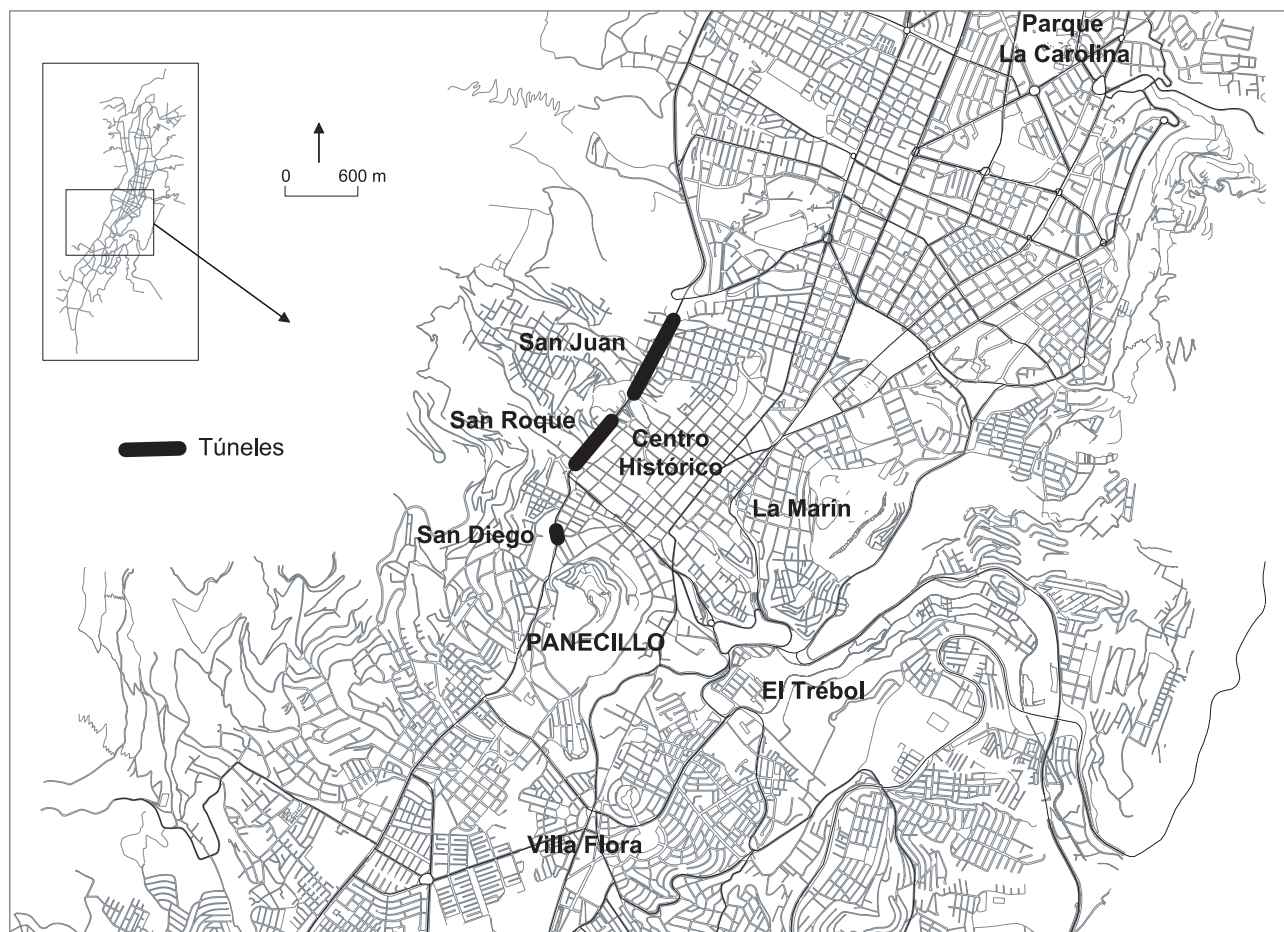 Parque
La Carolina
0 600 m
San Juan
San Roque
Centro
Histórico
Túneles
La Marín
San Diego
PANECILLO
El Trébol
Villa Flora